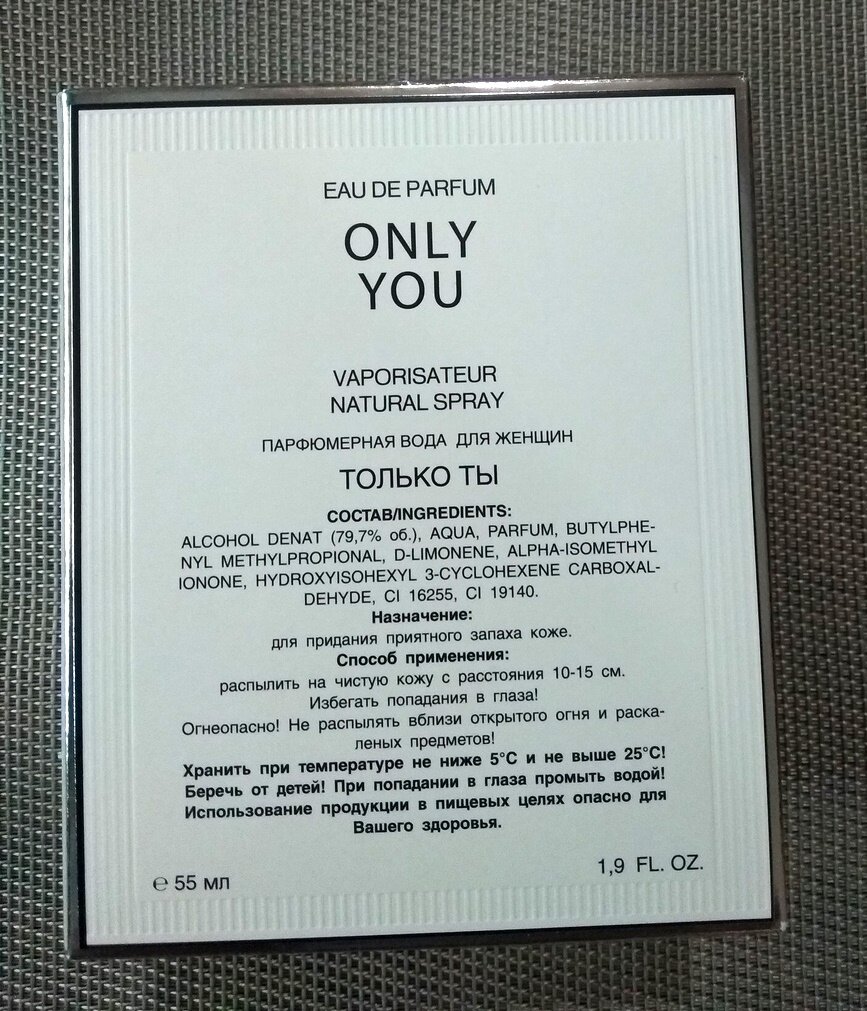 EAU DE PARFUM
ONLY
YOU
VAPORISATEUR
NATURAL SPRAY
ПАРФЮМЕРНАЯ ВОДА ДЛЯ ЖЕНЩИН
ТОЛЬКО ТЫ
СОСТАВ/INGREDIENTS:
ALCOHOL DENAT (79,7% об.), AQUA, PARFUM, BUTYLPHE-
NYL METHYLPROPIONAL, D-LIMONENE, ALPHA-ISOMETHYL
IONONE, HYDROXYISOHEXYL 3-CYCLOHEXENE CARBOXAL-
DEHYDE, CI 16255, CI 19140.
Назначение:
для придания приятного запаха коже.
Способ применения:
распылить на чистую кожу с расстояния 10-15 см.
Избегать попадания в глаза!
Огнеопасно! Не распылять вблизи открытого огня и раска-
леных предметов!
Хранить при температуре не ниже 5°C и не выше 25°C!
Беречь от детей! При попадании в глаза промыть водой!
Использование продукции в пищевых целях опасно для
Вашего здоровья.
℮ 55 мл
1,9 FL. OZ.